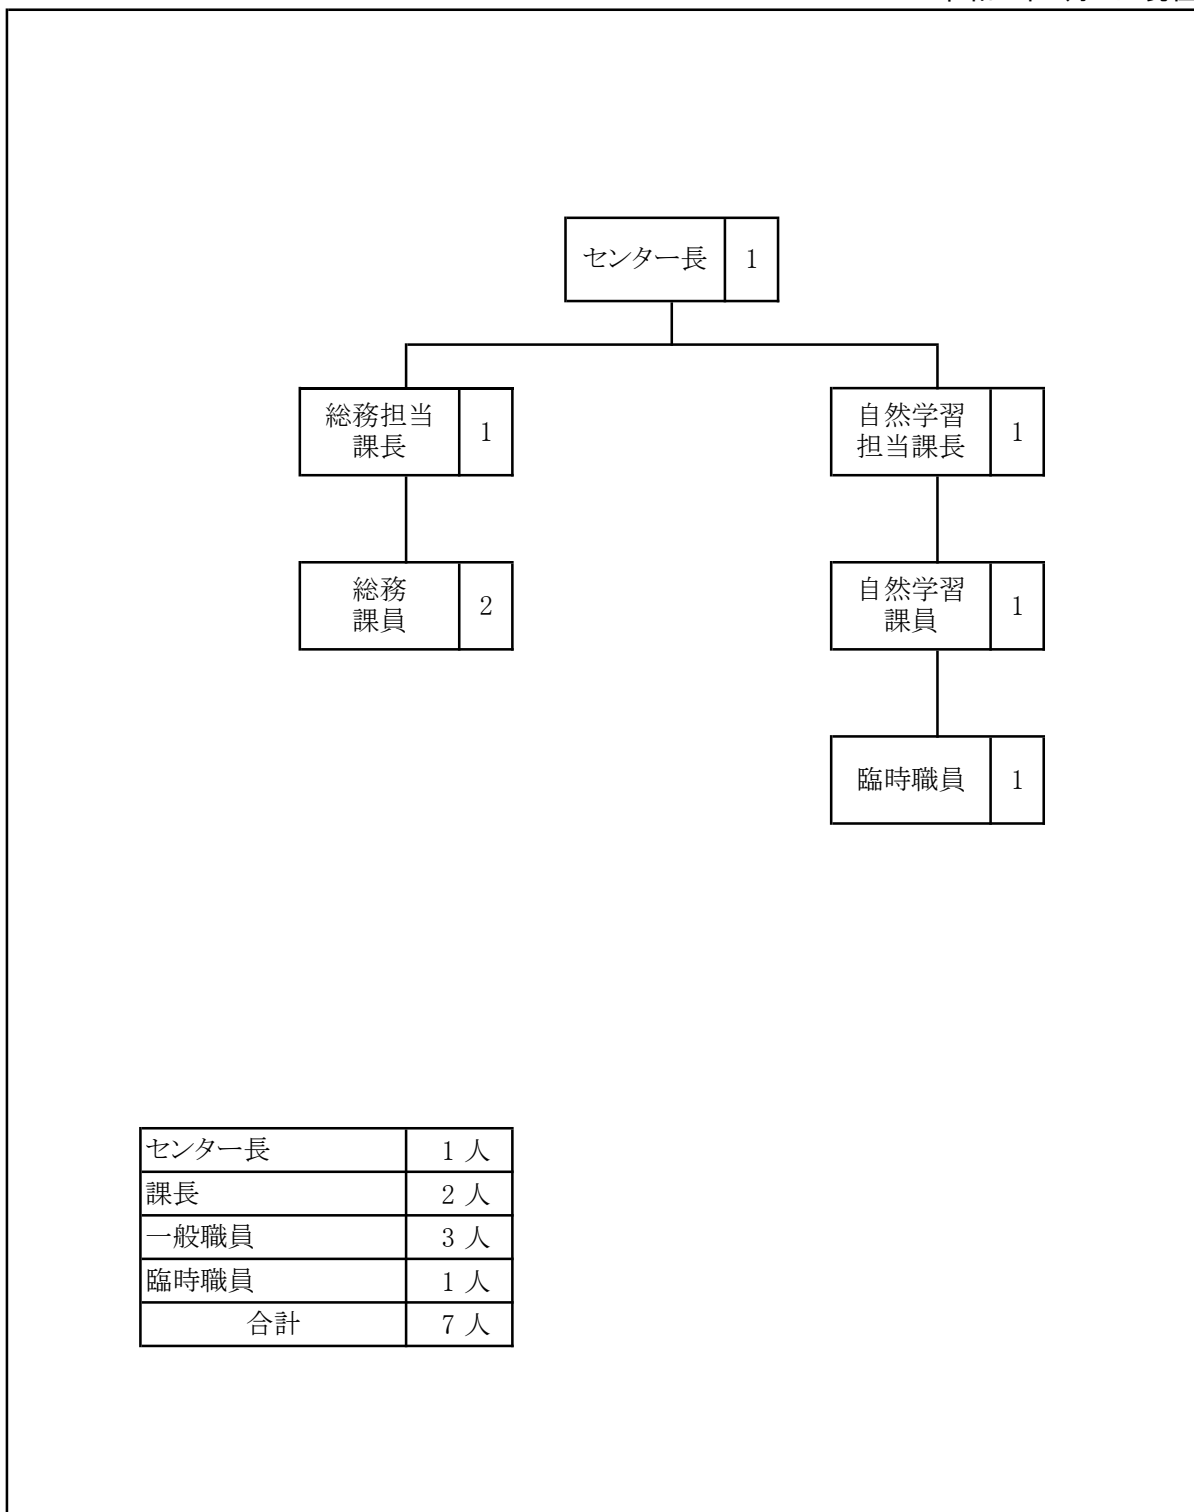 センター長 1
総務担当
課長 1
自然学習
担当課長 1
総務
課員 2
自然学習
課員 1
臨時職員 1
センター長 1 人
課長 2 人
一般職員 3 人
臨時職員 1 人
合計 7 人